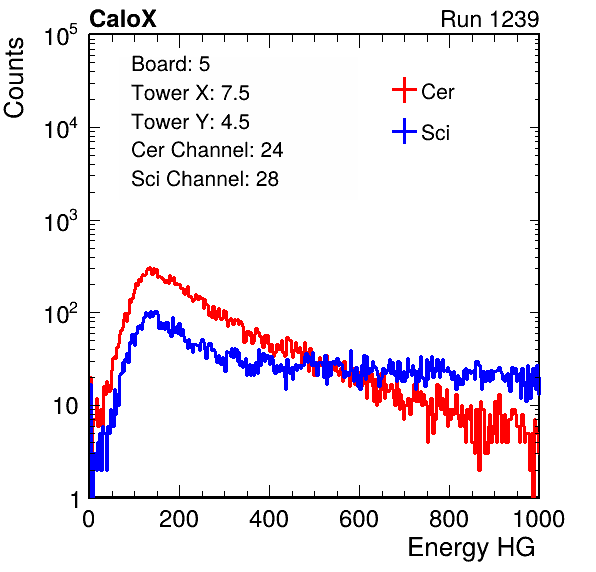 CaloX Run 1239
10^5
Counts
Board: 5
Tower X: 7.5
Tower Y: 4.5
Cer Channel: 24
Sci Channel: 28
Cer
Sci
10^4
10^3
10^2
10
1
0 200 400 600 800 1000
Energy HG